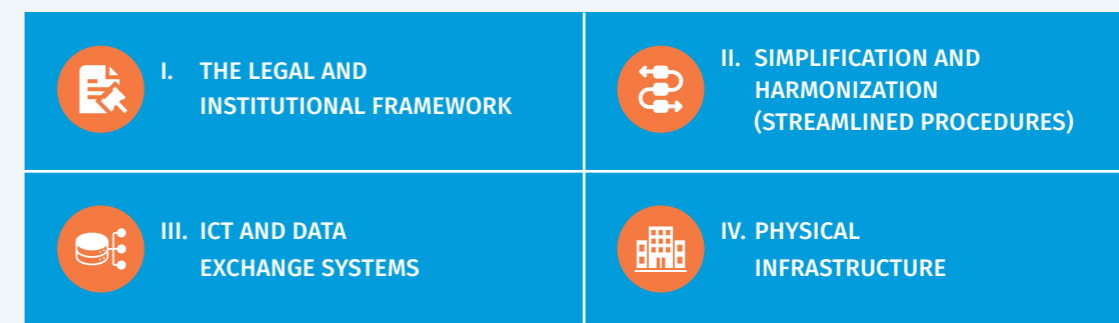 I. THE LEGAL AND
INSTITUTIONAL FRAMEWORK
II. SIMPLIFICATION AND
HARMONIZATION
(STREAMLINED PROCEDURES)
III. ICT AND DATA
EXCHANGE SYSTEMS
IV. PHYSICAL
INFRASTRUCTURE